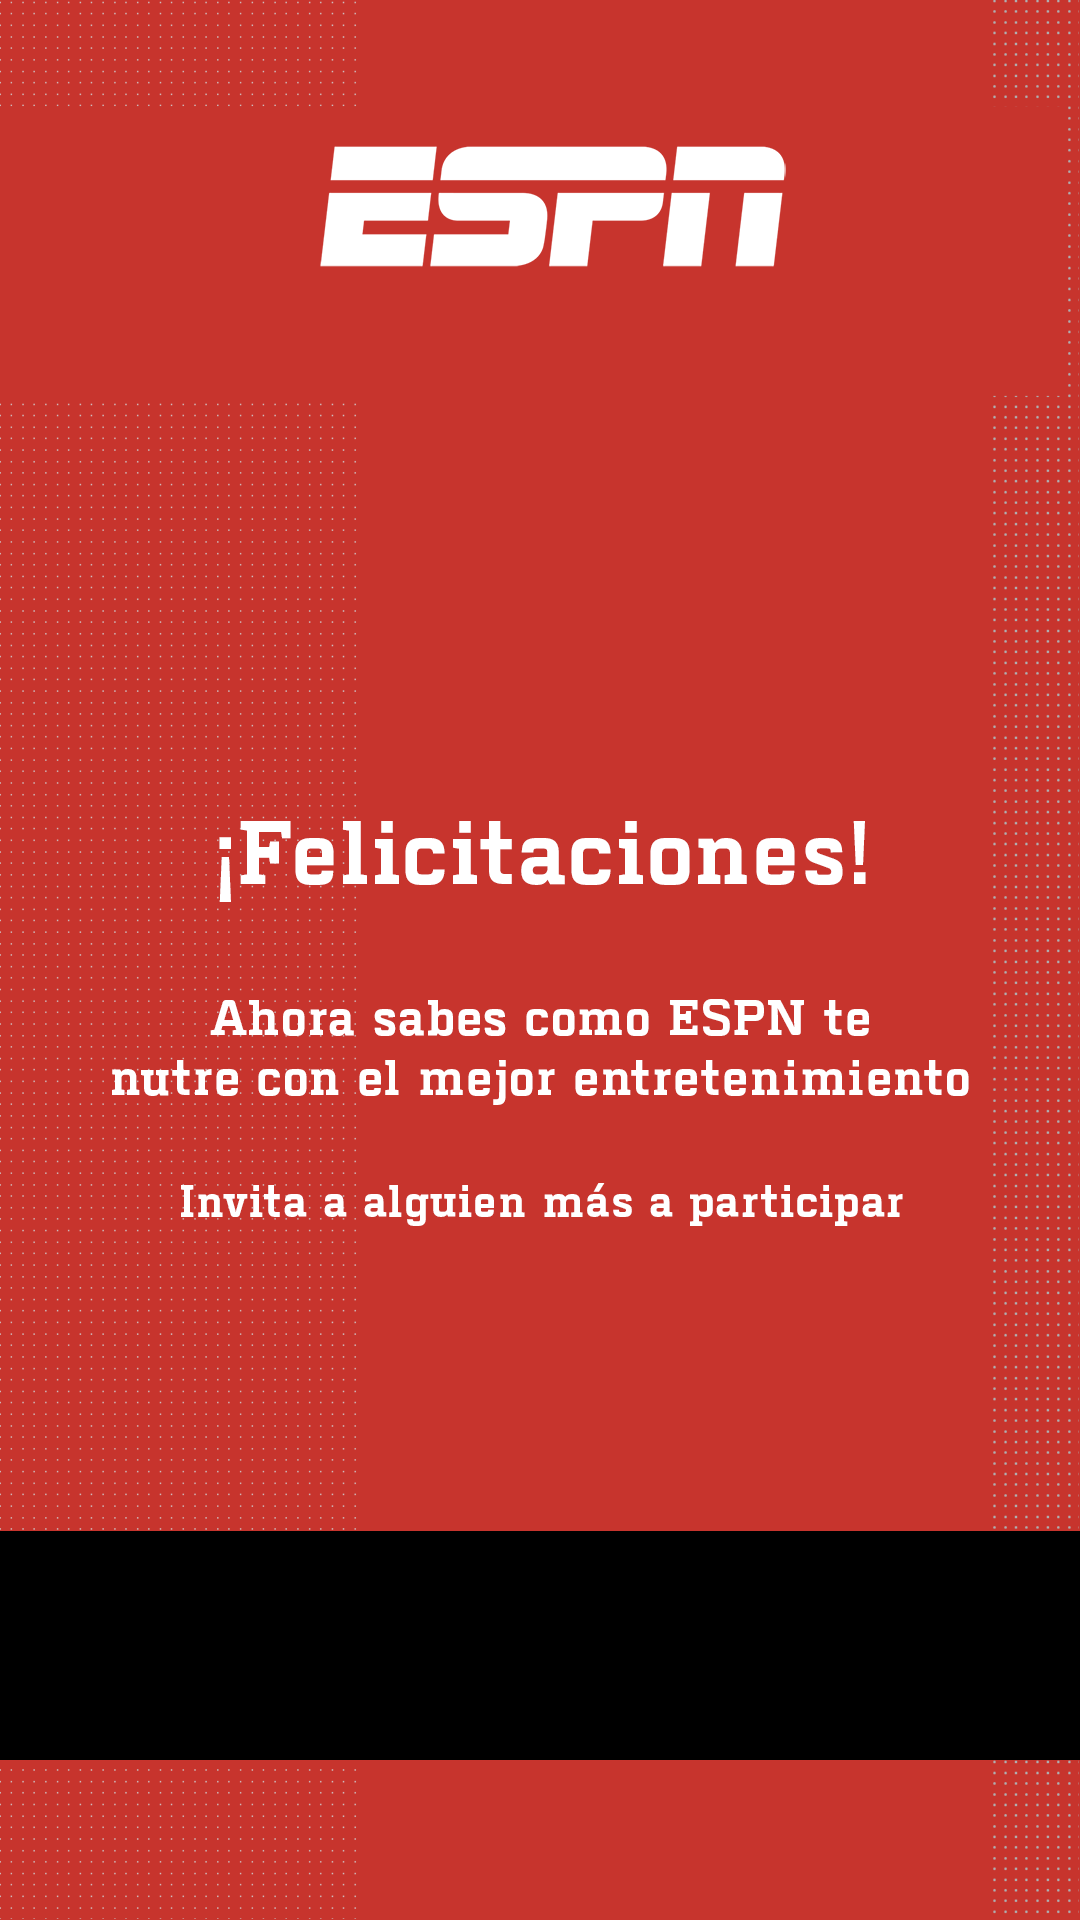 ESPN
¡Felicitaciones!
Ahora sabes como ESPN te
nutre con el mejor entretenimiento
Invita a alguien más a participar